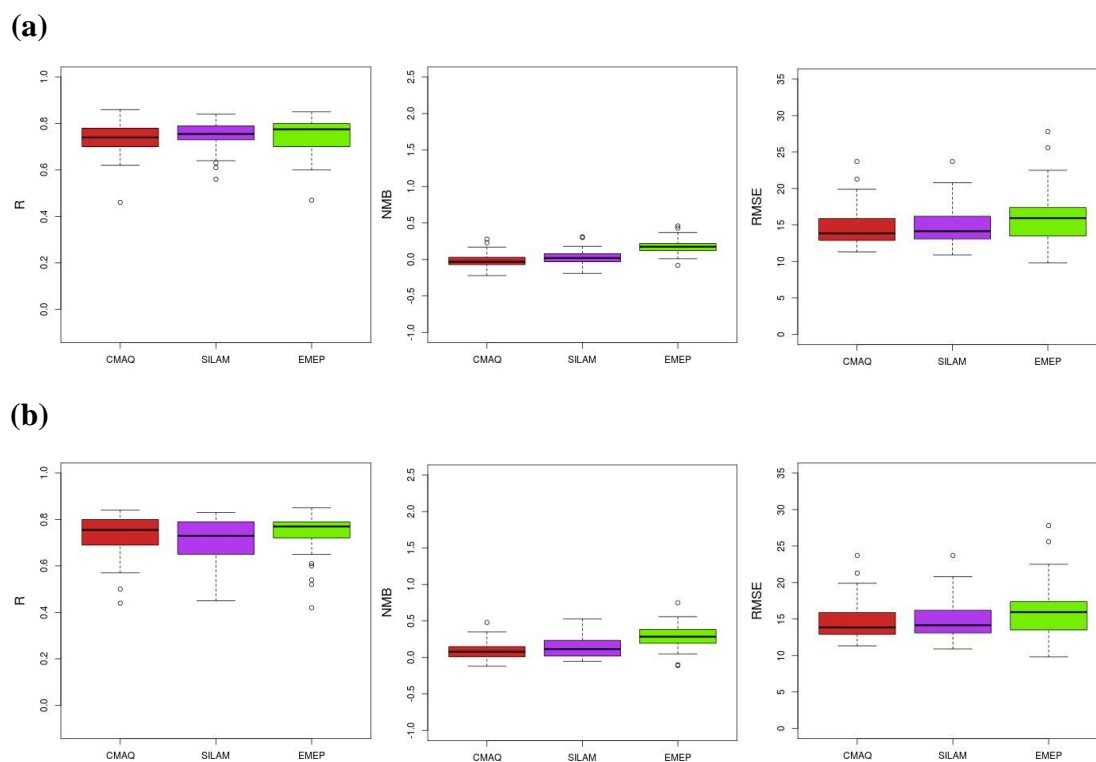 (a)
R
0.0 0.2 0.4 0.6 0.8 1.0
CMAQ SILAM EMEP
NMB
-1.0 -0.5 0.0 0.5 1.0 1.5 2.0 2.5
CMAQ SILAM EMEP
RMSE
0 5 10 15 20 25 30 35
CMAQ SILAM EMEP
(b)
R
0.0 0.2 0.4 0.6 0.8 1.0
CMAQ SILAM EMEP
NMB
-1.0 -0.5 0.0 0.5 1.0 1.5 2.0 2.5
CMAQ SILAM EMEP
RMSE
0 5 10 15 20 25 30 35
CMAQ SILAM EMEP